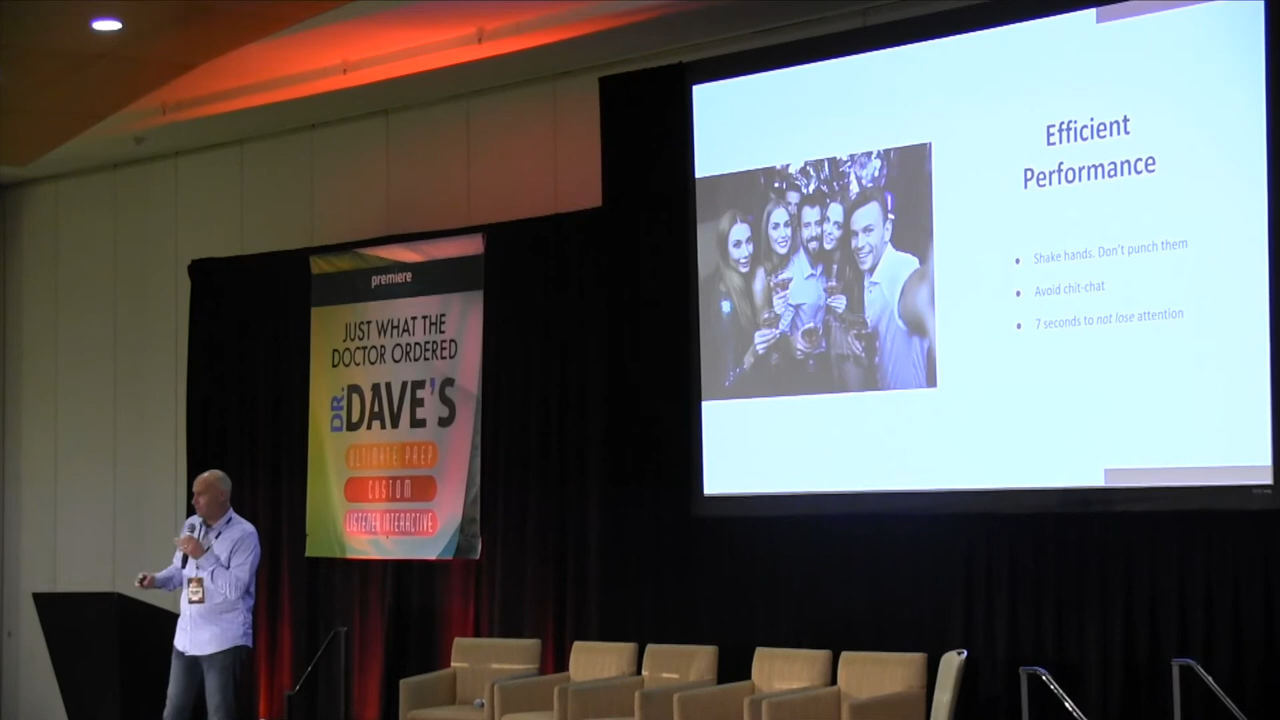 premiere
JUST WHAT THE
DOCTOR ORDERED
DR.
DAVE'S
ULTIMATE PREP
CUSTOM
LISTENER INTERACTIVE
Efficient
Performance
Shake hands. Don't punch them
Avoid chit-chat
7 seconds to not lose attention